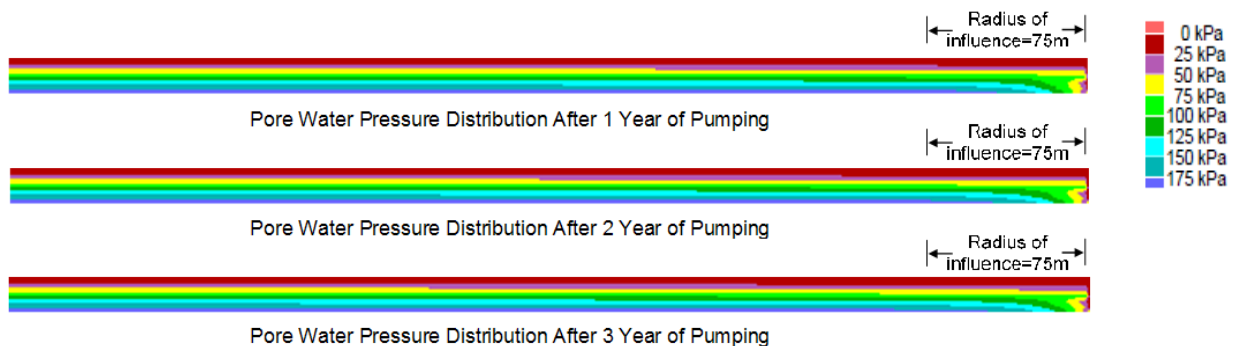 Radius of
influence=75m
Pore Water Pressure Distribution After 1 Year of Pumping
Radius of
influence=75m
Pore Water Pressure Distribution After 2 Year of Pumping
Radius of
influence=75m
Pore Water Pressure Distribution After 3 Year of Pumping
0 kPa
25 kPa
50 kPa
75 kPa
100 kPa
125 kPa
150 kPa
175 kPa